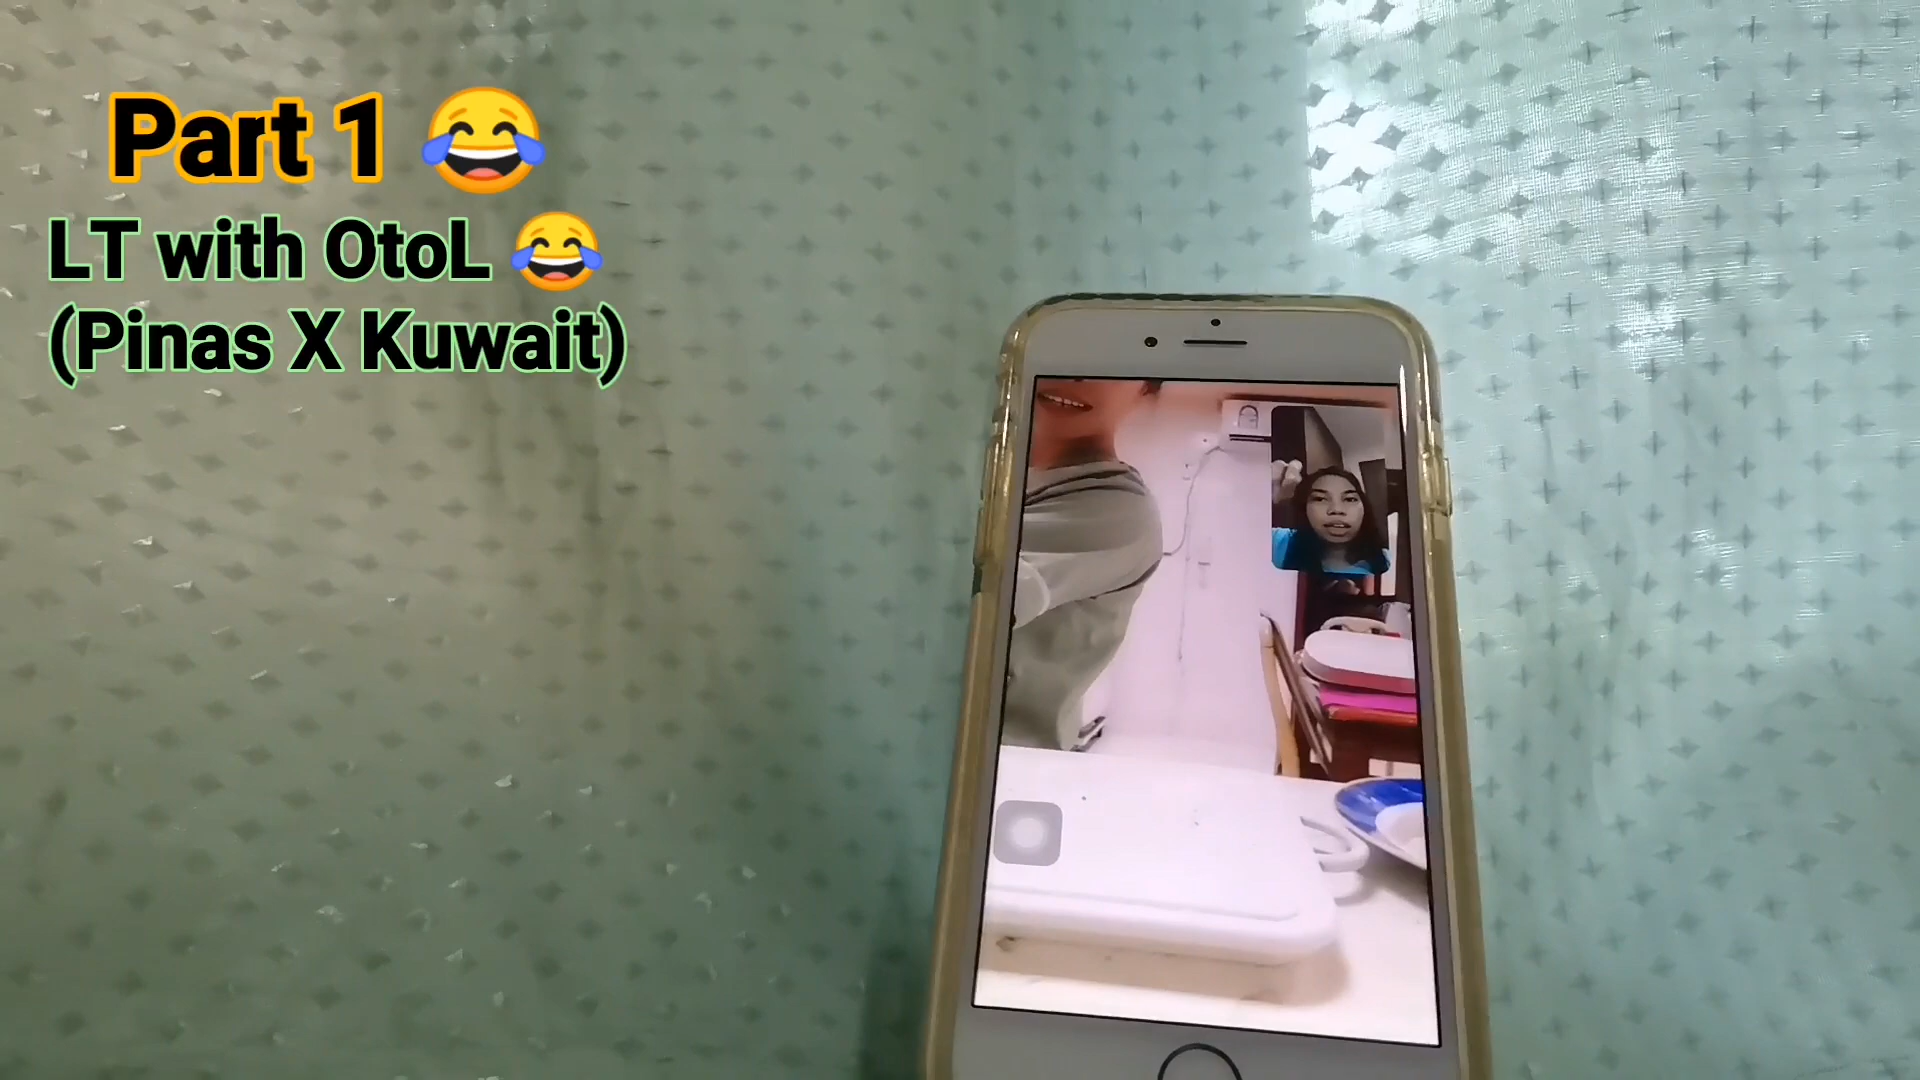 Part 1 😂
LT with OtoL 😂
(Pinas X Kuwait)